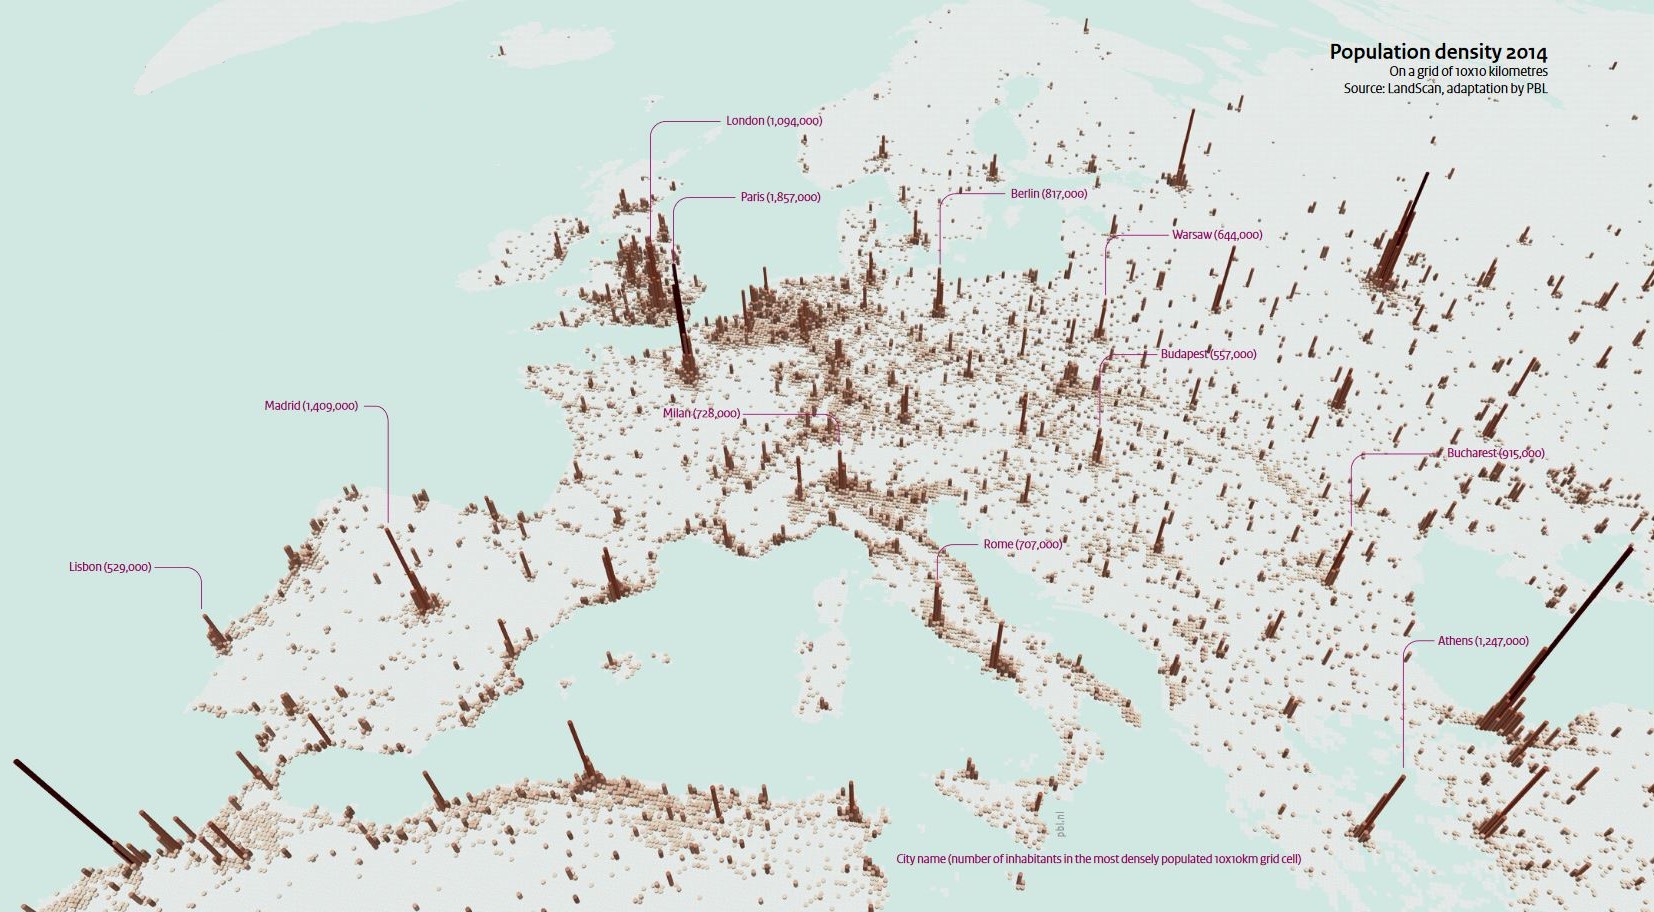 Population density 2014
On a grid of 10x10 kilometres
Source: LandScan, adaptation by PBL
London (1,094,000)
Paris (1,857,000)
Berlin (817,000)
Warsaw (644,000)
Budapest (557,000)
Madrid (1,409,000)
Milan (728,000)
Bucharest (915,000)
Rome (707,000)
Lisbon (529,000)
Athens (1,247,000)
pbl.nl
City name (number of inhabitants in the most densely populated 10x10km grid cell)